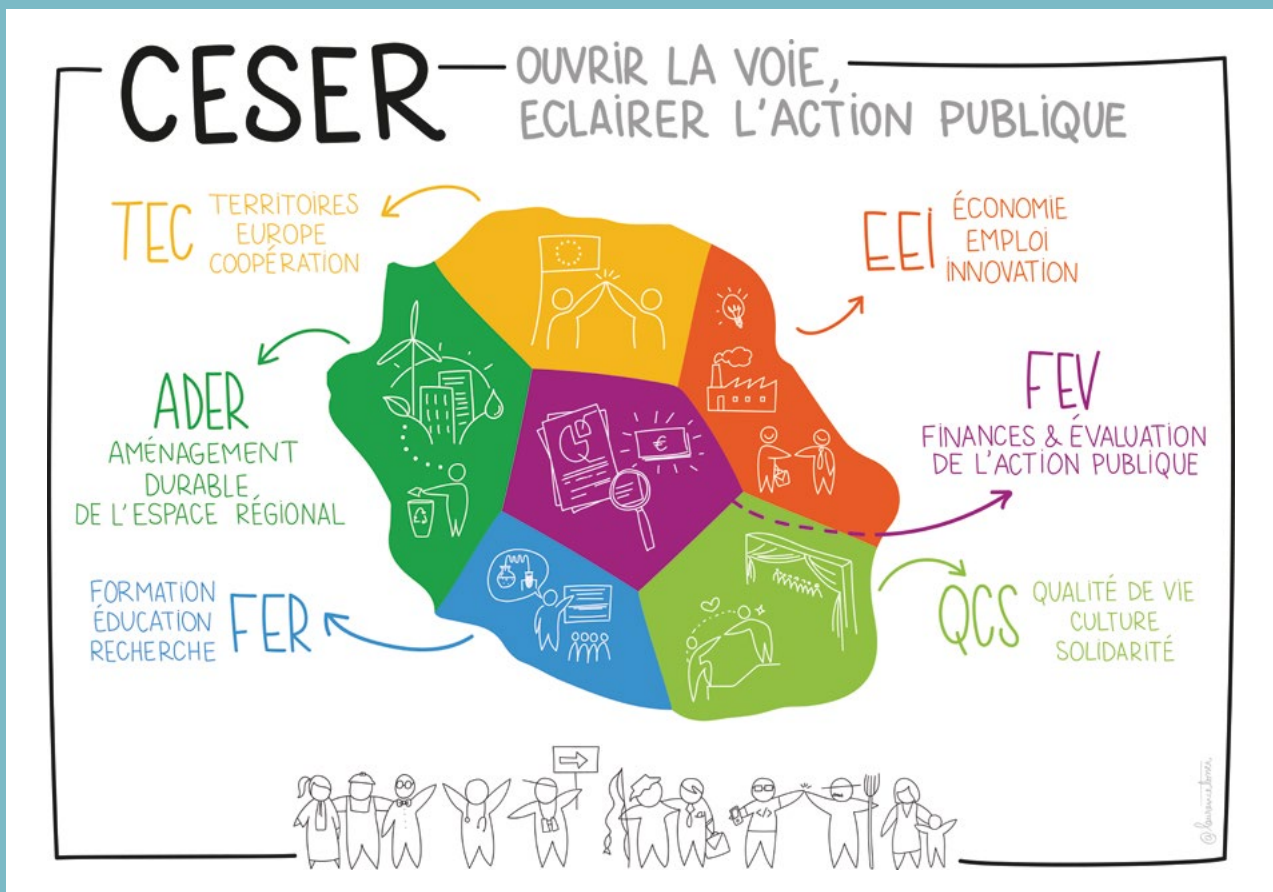 CESER
OUVRIR LA VOIE,
ECLAIRER L'ACTION PUBLIQUE
TEC
TERRITOIRES
EUROPE
COOPÉRATION
EEI
ÉCONOMIE
EMPLOI
INNOVATION
ADER
AMÉNAGEMENT
DURABLE
DE L'ESPACE RÉGIONAL
FEV
FINANCES & ÉVALUATION
DE L'ACTION PUBLIQUE
€
FORMATION
ÉDUCATION
RECHERCHE
FER
QCS
QUALITÉ DE VIE
CULTURE
SOLIDARITÉ